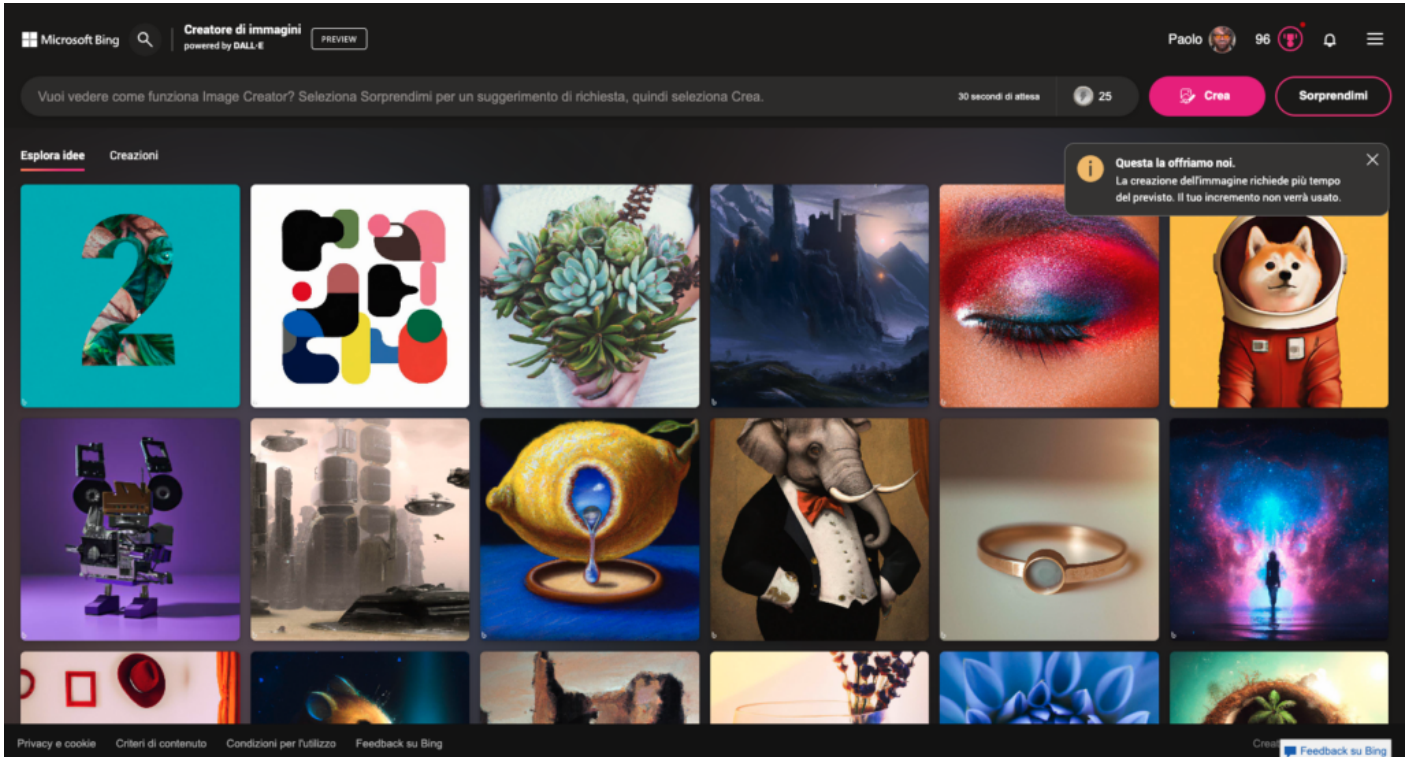 Microsoft Bing
Creatore di immagini
powered by DALL·E
PREVIEW
Paolo
96
Vuoi vedere come funziona Image Creator? Seleziona Sorprendimi per un suggerimento di richiesta, quindi seleziona Crea.
30 secondi di attesa
25
Crea
Sorprendimi
Esplora idee
Creazioni
Questa la offriamo noi.
La creazione dell'immagine richiede più tempo
del previsto. Il tuo incremento non verrà usato.
2
Privacy e cookie
Criteri di contenuto
Condizioni per l'utilizzo
Feedback su Bing
Creat
Feedback su Bing